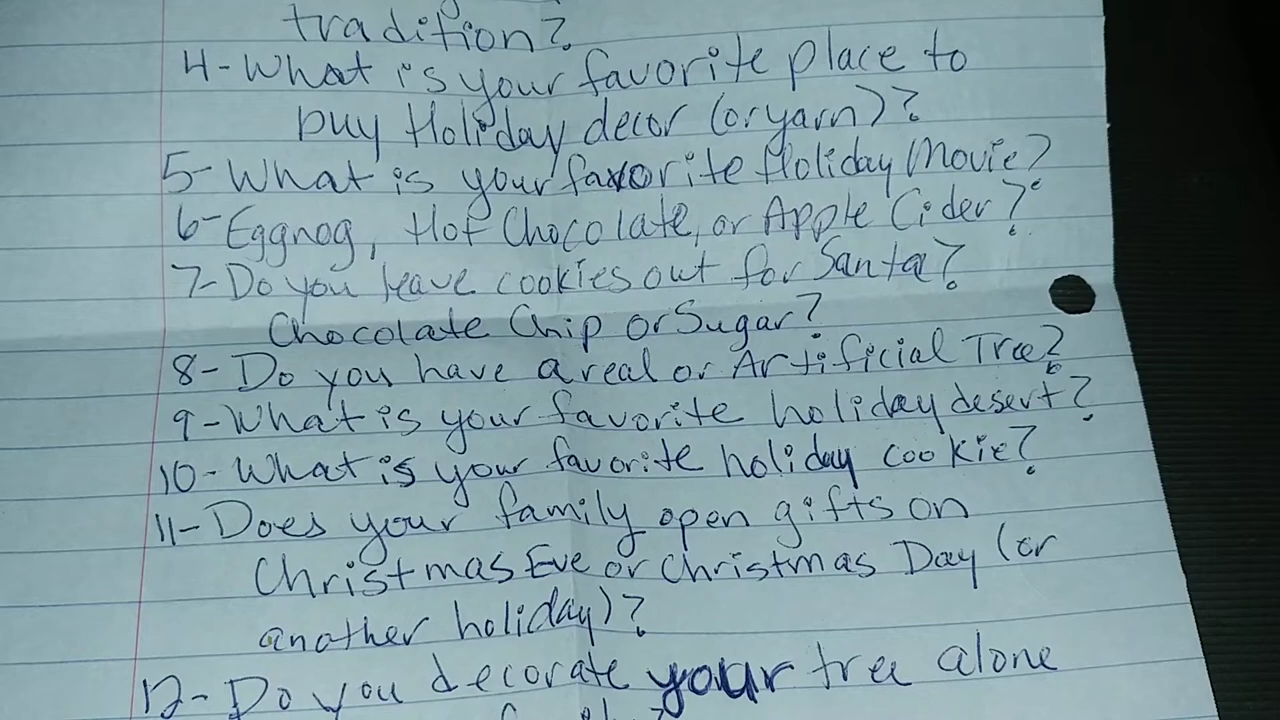 tradition?
4-What is your favorite place to
buy Holiday decor (or yarn)?
5-What is your favorite Holiday Movie?
6-Eggnog, Hot Chocolate, or Apple Cider?
7-Do you leave cookies out for Santa?
Chocolate Chip or Sugar?
8-Do you have a real or Artificial Tree?
9-What is your favorite holiday desert?
10-What is your favorite holiday cookie?
11-Does your family open gifts on
Christmas Eve or Christmas Day (or
another holiday)?
12-Do you decorate your tree alone